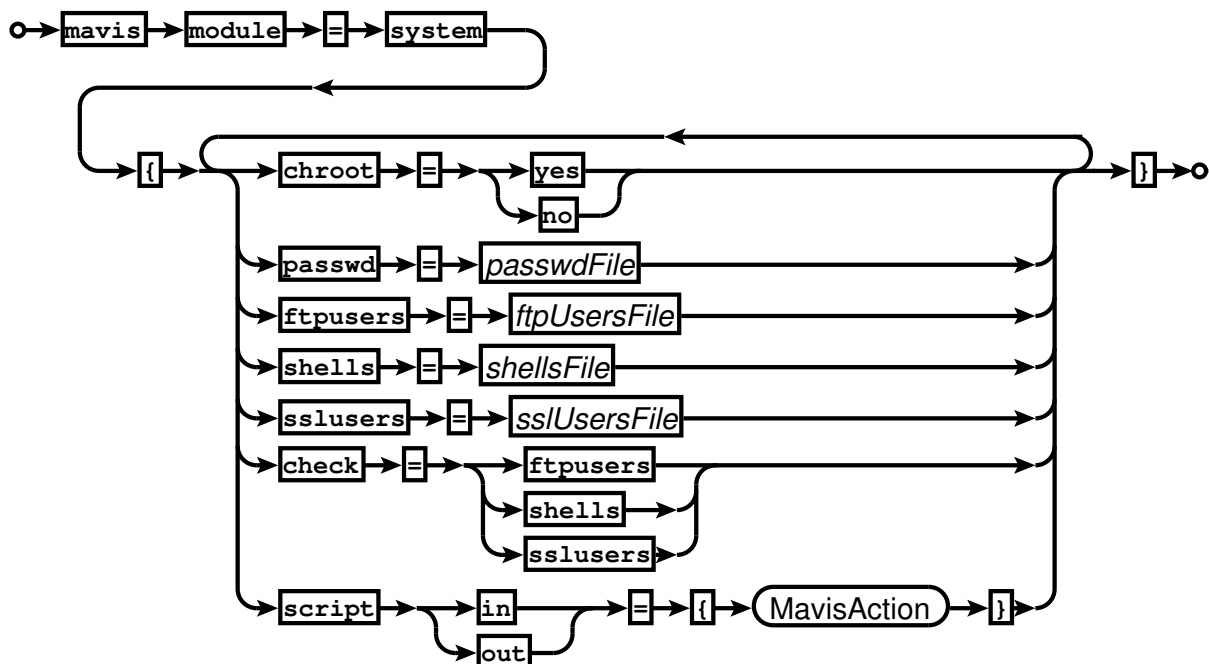 mavis module = system
{ chroot = yes }
no
passwd = passwdFile
ftpusers = ftpUsersFile
shells = shellsFile
sslusers = sslUsersFile
check = ftpusers
shells
sslusers
script in = { MavisAction }
out